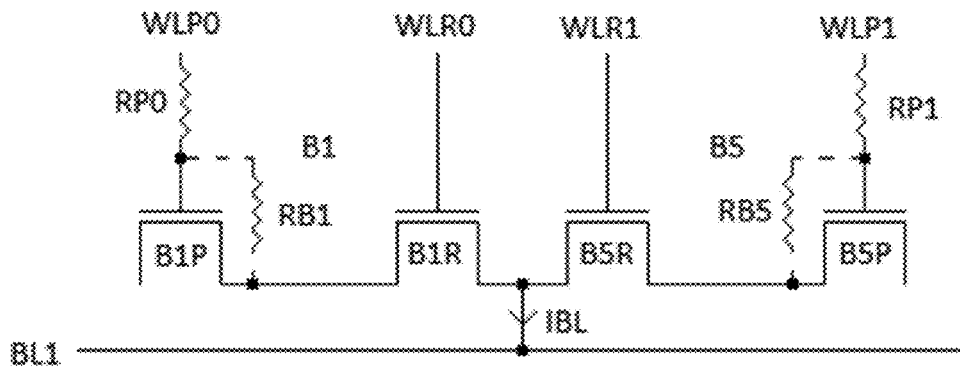 WLP0 WLR0 WLR1 WLP1
RP0 RP1
B1 B5
RB1 RB5
B1P B1R B5R B5P
IBL
BL1